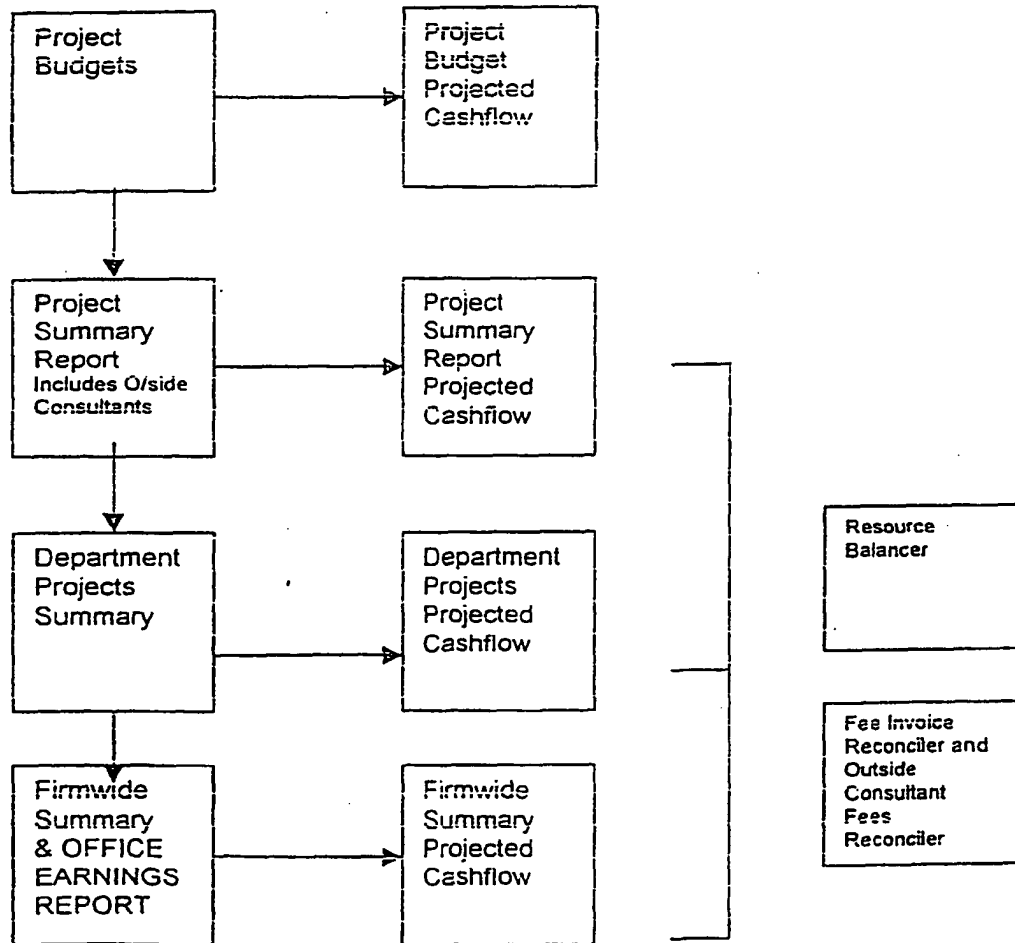 Project
Budgets
Project
Budget
Projected
Cashflow
Project
Summary
Report
Includes O/side
Consultants
Project
Summary
Report
Projected
Cashflow
Department
Projects
Summary
Department
Projects
Projected
Cashflow
Resource
Balancer
Fee Invoice
Reconciler and
Outside
Consultant
Fees
Reconciler
Firmwide
Summary
& OFFICE
EARNINGS
REPORT
Firmwide
Summary
Projected
Cashflow